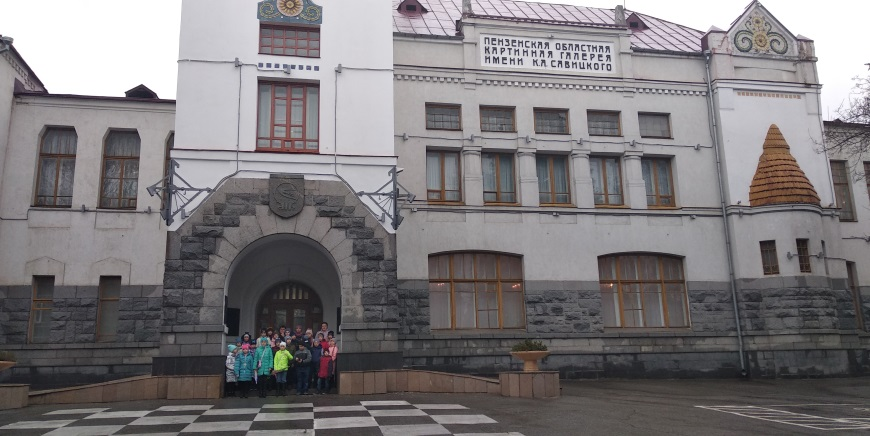 ПЕНЗЕНСКАЯ ОБЛАСТНАЯ
КАРТИННАЯ ГАЛЕРЕЯ
ИМЕНИ К.А.САВИЦКОГО